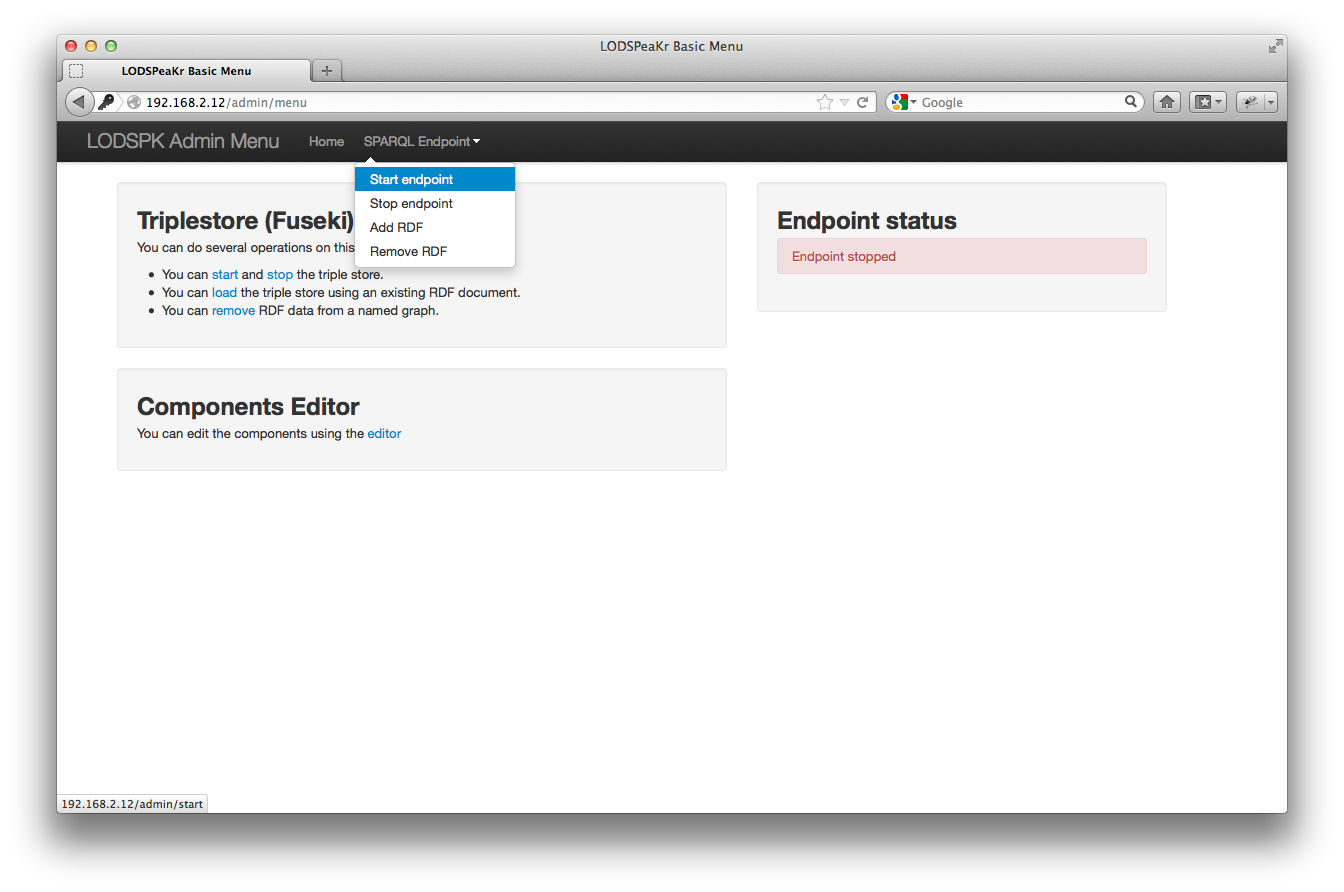 LODSPeaKr Basic Menu
LODSPeaKr Basic Menu
192.168.2.12/admin/menu
Google
LODSPK Admin Menu
Home
SPARQL Endpoint
Start endpoint
Stop endpoint
Add RDF
Remove RDF
Triplestore (Fuseki)
You can do several operations on this
You can start and stop the triple store.
You can load the triple store using an existing RDF document.
You can remove RDF data from a named graph.
Components Editor
You can edit the components using the editor
Endpoint status
Endpoint stopped
192.168.2.12/admin/start